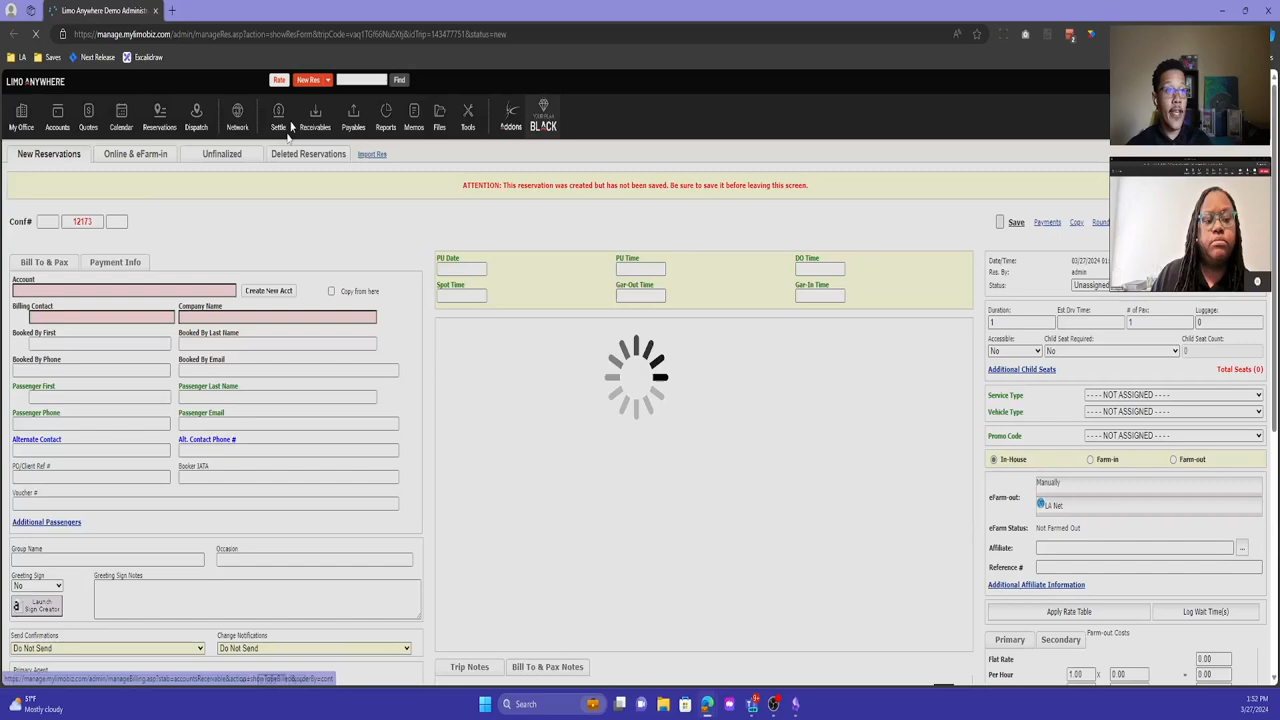 Limo Anywhere Demo Administr
https://manage.mylimobiz.com/admin/manageRes.asp?action=showResForm&tripCode=vaq1TGf66Nu5Xtj&idTrip=143477751&status=new
LA Saves Next Release Excalidraw
LIMO ANYWHERE Rate New Res Find
My Office Accounts Quotes Calendar Reservations Dispatch Network Settle Receivables Payables Reports Memos Files Tools Addons BLACK
New Reservations Online & eFarm-in Unfinalized Deleted Reservations Import Res
ATTENTION: This reservation was created but has not been saved. Be sure to save it before leaving this screen.
Conf# 12173 Save Payments Copy Round
Bill To & Pax Payment Info
Account
Create New Acct Copy from here
Billing Contact Company Name
Booked By First Booked By Last Name
Booked By Phone Booked By Email
Passenger First Passenger Last Name
Passenger Phone Passenger Email
Alternate Contact Alt. Contact Phone #
PO/Client Ref # Booker IATA
Voucher #
Additional Passengers
Group Name Occasion
Greeting Sign Greeting Sign Notes
No
Launch
Sign Creator
Send Confirmations Change Notifications
Do Not Send Do Not Send
Primary Agent
PU Date PU Time DO Time
Spot Time Gar-Out Time Gar-In Time
Trip Notes Bill To & Pax Notes
Date/Time: 03/27/2024
Res. By: admin
Status: Unassigned
Duration: Est Drv Time: # of Pax: Luggage:
1 1 0
Accessible: Child Seat Required: Child Seat Count:
No No 0
Additional Child Seats Total Seats (0)
Service Type - - - - NOT ASSIGNED - - - -
Vehicle Type - - - - NOT ASSIGNED - - - -
Promo Code - - - - NOT ASSIGNED - - - -
In-House Farm-in Farm-out
Manually
eFarm-out: LA Net
eFarm Status: Not Farmed Out
Affiliate: ...
Reference #
Additional Affiliate Information
Apply Rate Table Log Wait Time(s)
Primary Secondary Farm-out Costs
Flat Rate 0.00
Per Hour 1.00 x 0.00 = 0.00
51°F
Mostly cloudy
Search
1:52 PM
3/27/2024